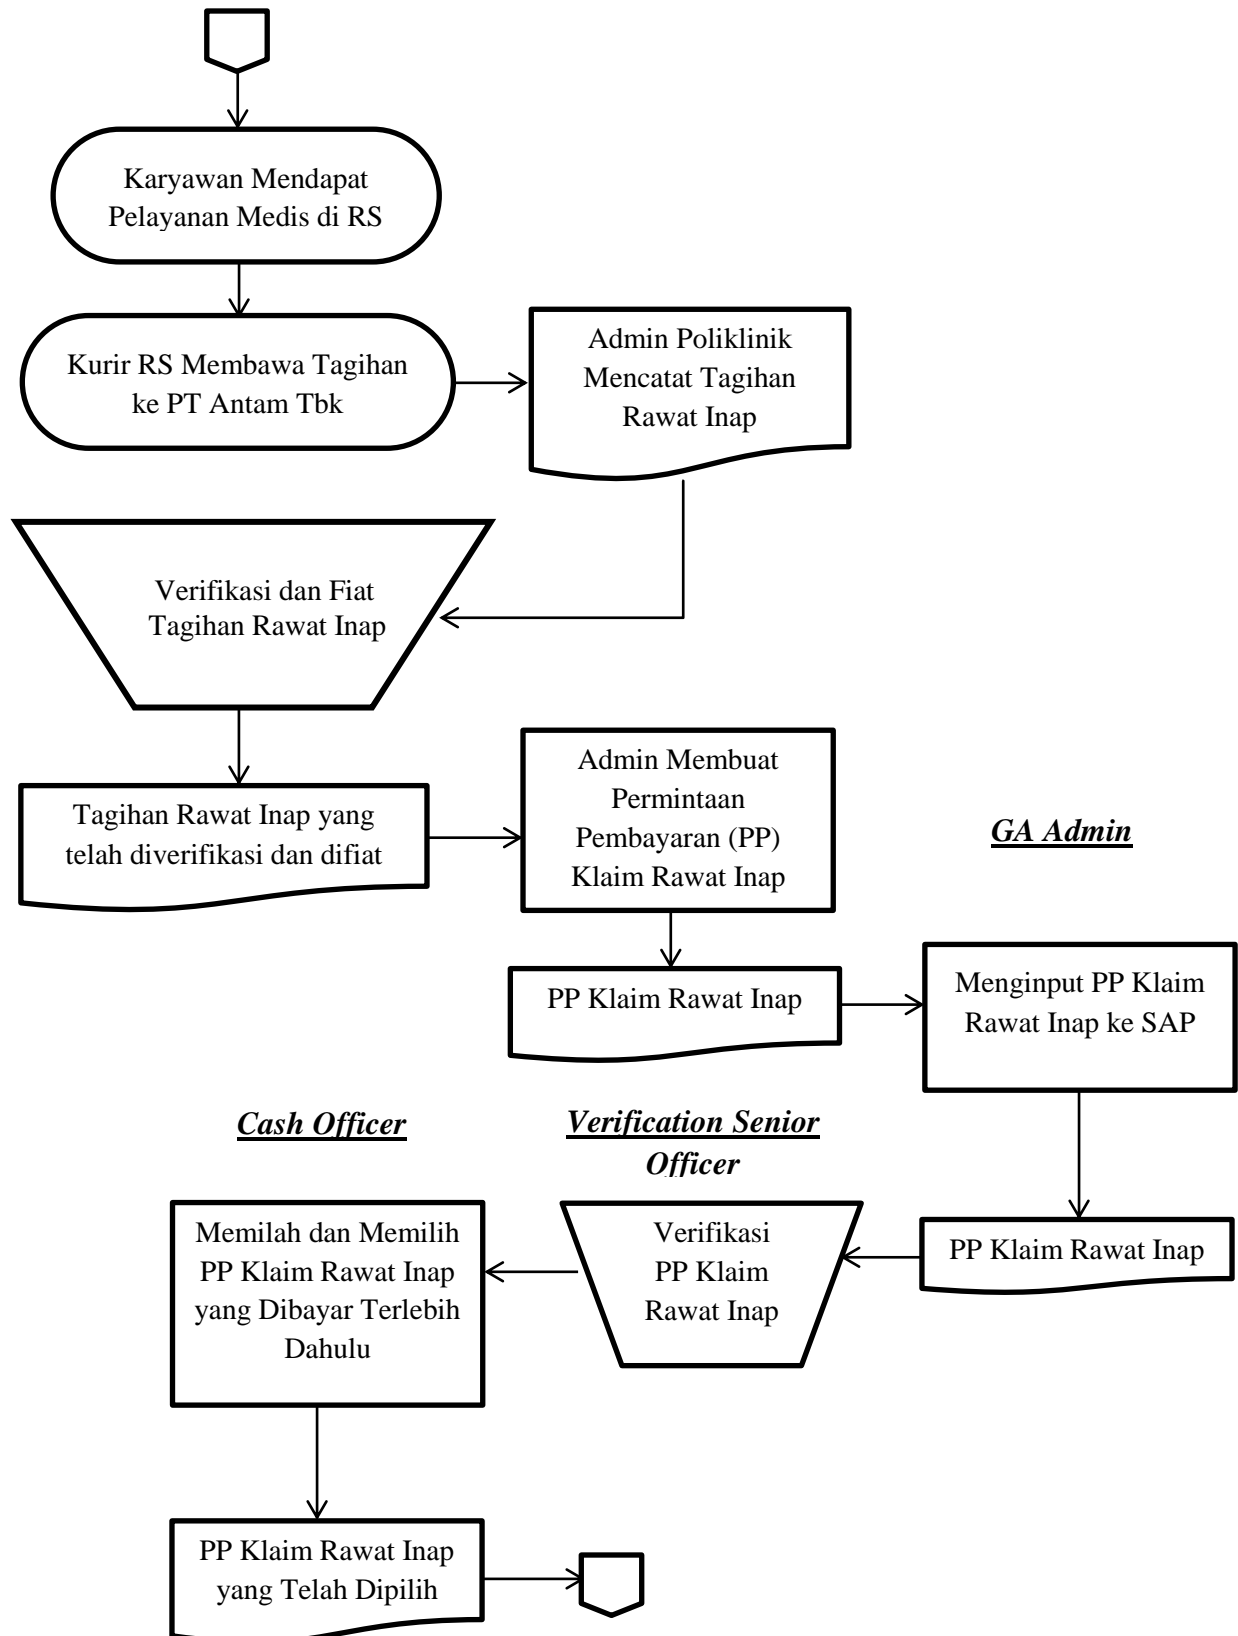 Karyawan Mendapat
Pelayanan Medis di RS
Kurir RS Membawa Tagihan
ke PT Antam Tbk
Admin Poliklinik
Mencatat Tagihan
Rawat Inap
Verifikasi dan Fiat
Tagihan Rawat Inap
Tagihan Rawat Inap yang
telah diverifikasi dan difiat
Admin Membuat
Permintaan
Pembayaran (PP)
Klaim Rawat Inap
GA Admin
PP Klaim Rawat Inap
Menginput PP Klaim
Rawat Inap ke SAP
PP Klaim Rawat Inap
Verification Senior
Officer
Verifikasi
PP Klaim
Rawat Inap
Cash Officer
Memilah dan Memilih
PP Klaim Rawat Inap
yang Dibayar Terlebih
Dahulu
PP Klaim Rawat Inap
yang Telah Dipilih